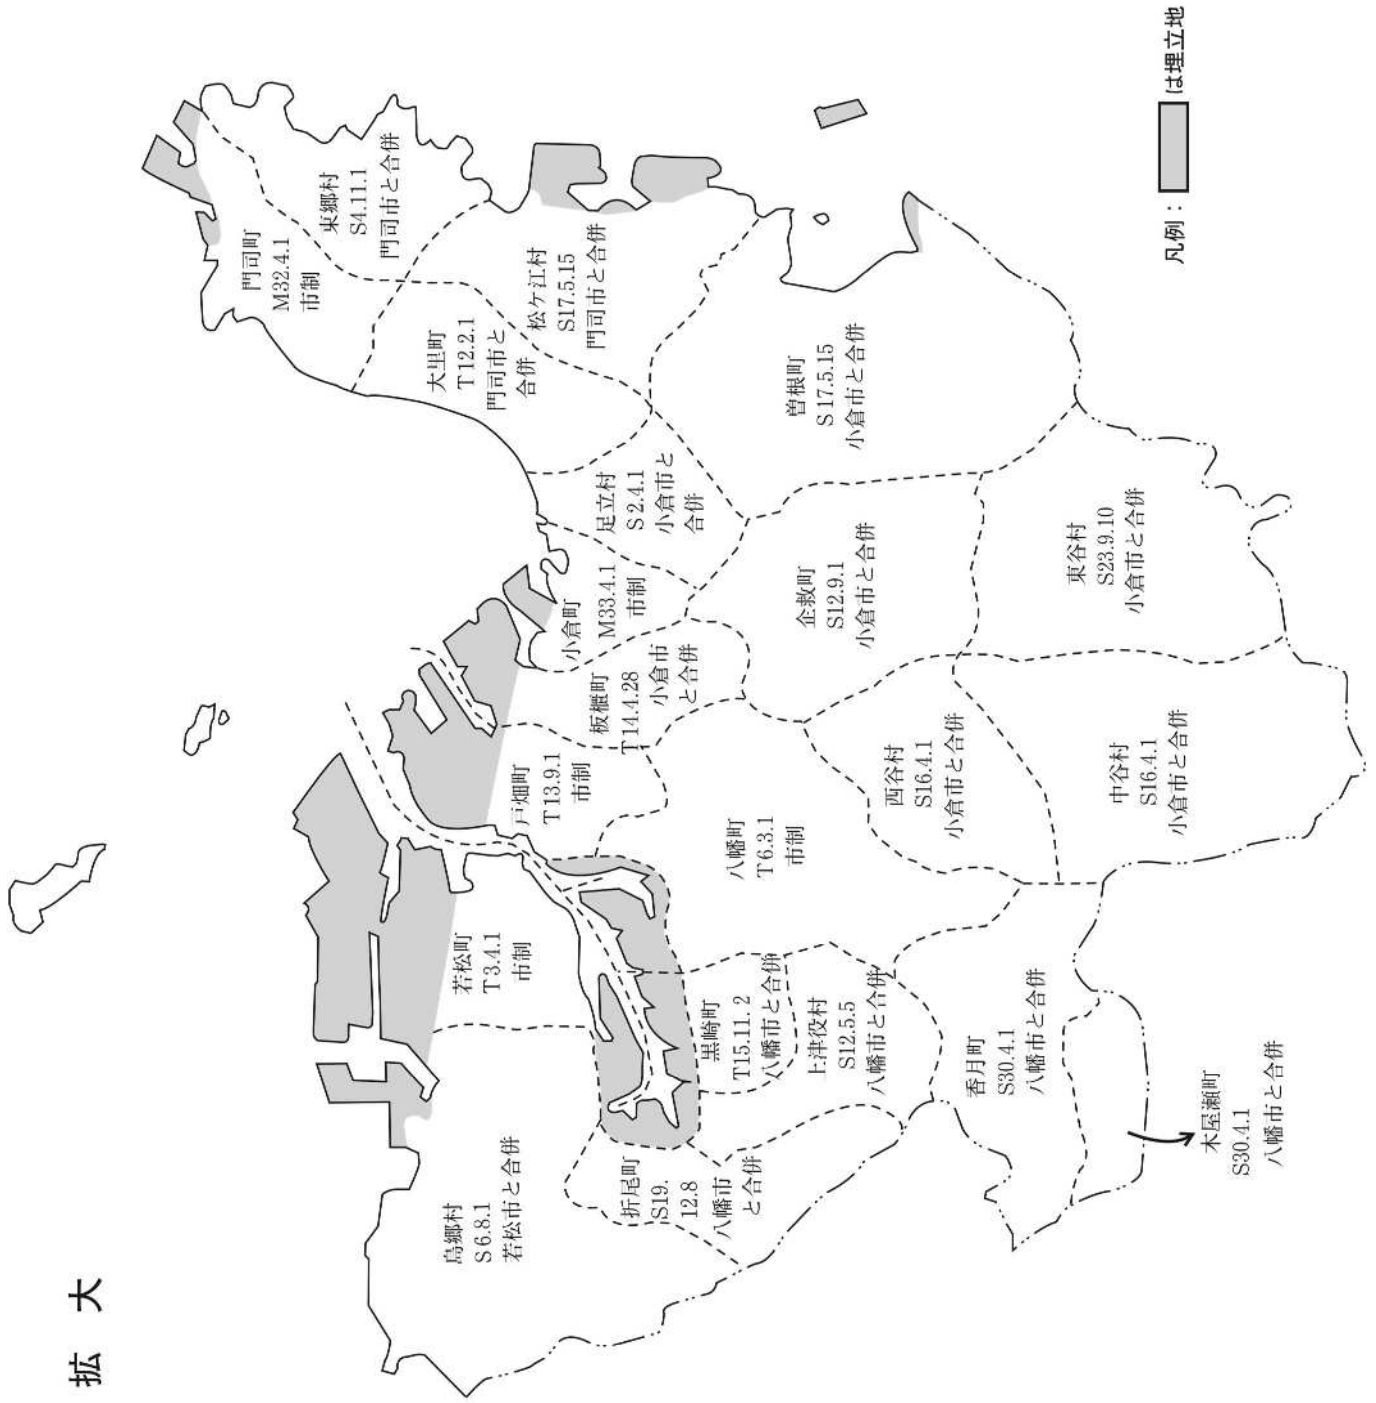 拡大
島郷村
S 6.8.1
若松市と合併
若松町
T 3.4.1
市制
戸畑町
T13.9.1
市制
板櫃町
T14.4.28
小倉市
と合併
小倉町
M33.4.1
市制
足立村
S 2.4.1
小倉市と
合併
大里町
T12.2.1
門司市と
合併
門司町
M32.4.1
市制
東郷村
S4.11.1
門司市と合併
松ケ江村
S17.5.15
門司市と合併
曽根町
S17.5.15
小倉市と合併
企救町
S12.9.1
小倉市と合併
東谷村
S23.9.10
小倉市と合併
西谷村
S16.4.1
小倉市と合併
中谷村
S16.4.1
小倉市と合併
八幡町
T 6.3.1
市制
黒崎町
T15.11.2
八幡市と合併
上津役村
S12.5.5
八幡市と合併
折尾町
S19.
12.8
八幡市
と合併
香月町
S30.4.1
八幡市と合併
木屋瀬町
S30.4.1
八幡市と合併
凡例： は埋立地